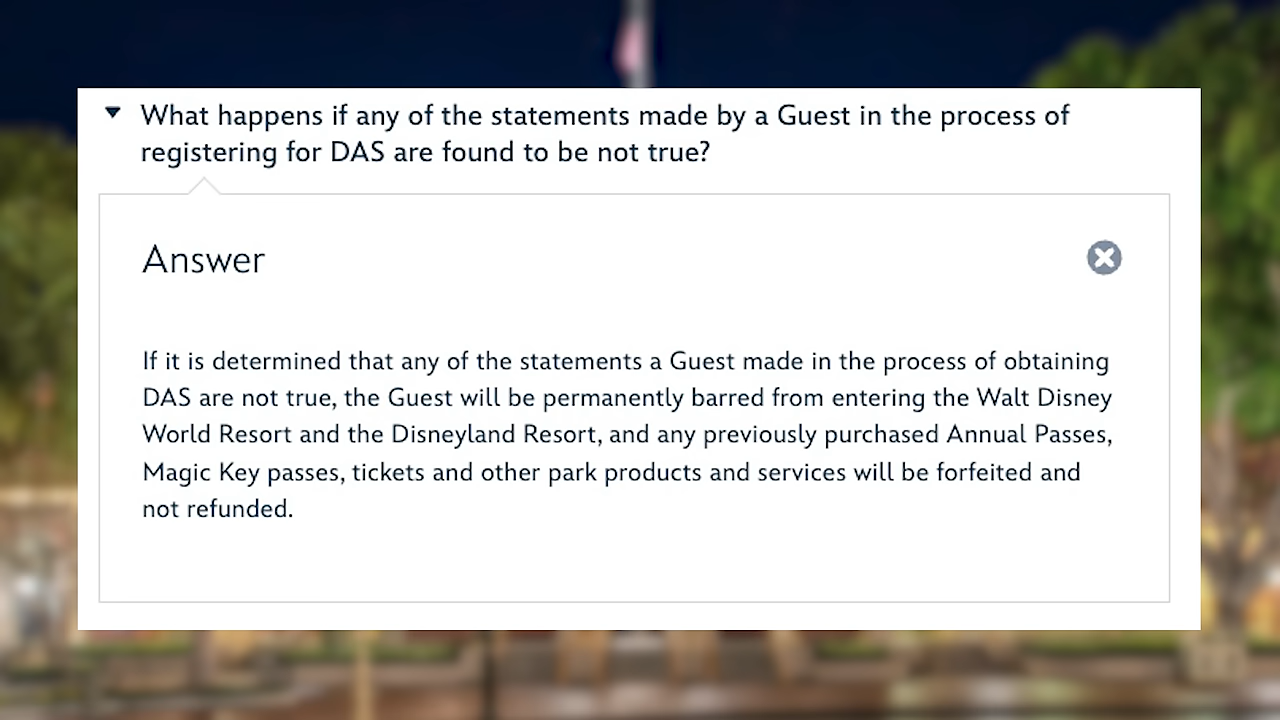 What happens if any of the statements made by a Guest in the process of
registering for DAS are found to be not true?
Answer
If it is determined that any of the statements a Guest made in the process of obtaining
DAS are not true, the Guest will be permanently barred from entering the Walt Disney
World Resort and the Disneyland Resort, and any previously purchased Annual Passes,
Magic Key passes, tickets and other park products and services will be forfeited and
not refunded.